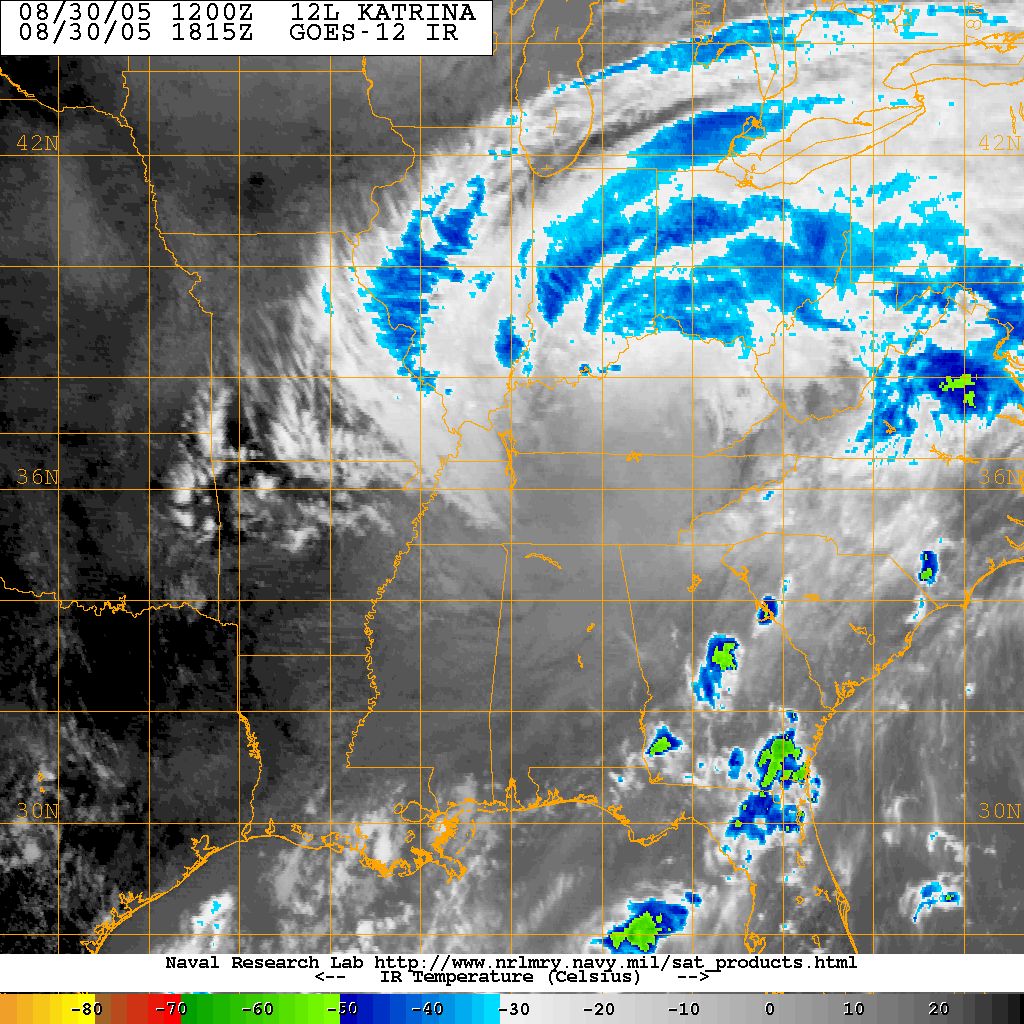 08/30/05 1200Z 12L KATRINA
08/30/05 1815Z GOES-12 IR
42N 42N
36N 36N
30N 30N
Naval Research Lab http://www.nrlmry.navy.mil/sat_products.html
<-- IR Temperature (Celsius) -->
-80 -70 -60 -50 -40 -30 -20 -10 0 10 20